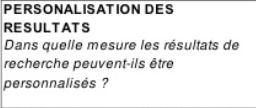 PERSONALISATION DES
RESULTATS
Dans quelle mesure les résultats de
recherche peuvent-ils être
personnalisés ?